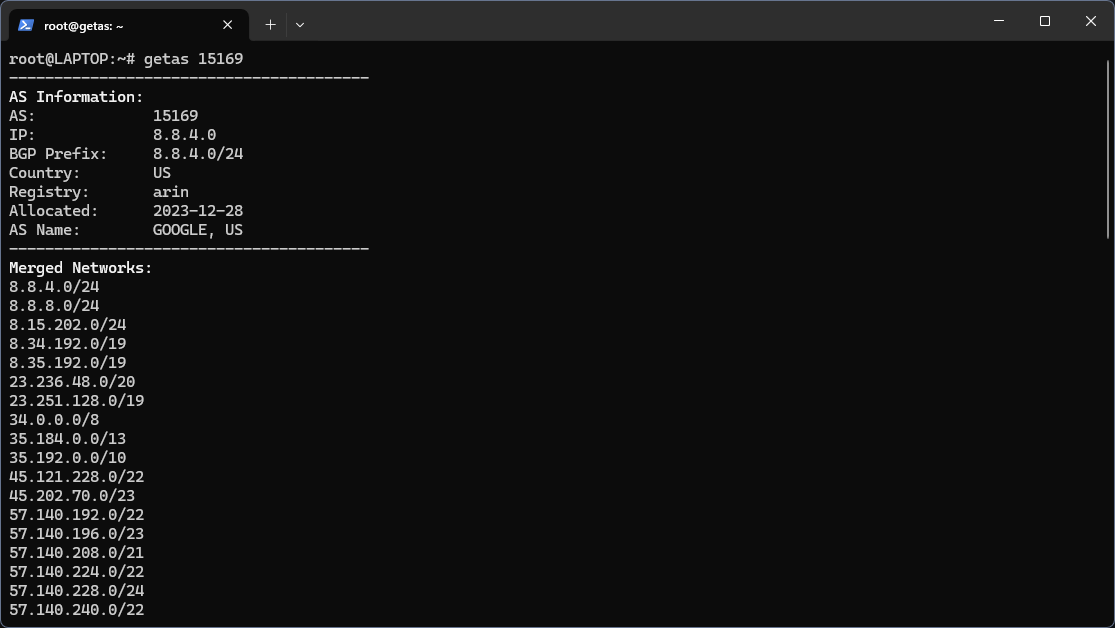 root@getas: ~
root@LAPTOP:~# getas 15169
----------------------------------------
AS Information:
AS: 15169
IP: 8.8.4.0
BGP Prefix: 8.8.4.0/24
Country: US
Registry: arin
Allocated: 2023-12-28
AS Name: GOOGLE, US
----------------------------------------
Merged Networks:
8.8.4.0/24
8.8.8.0/24
8.15.202.0/24
8.34.192.0/19
8.35.192.0/19
23.236.48.0/20
23.251.128.0/19
34.0.0.0/8
35.184.0.0/13
35.192.0.0/10
45.121.228.0/22
45.202.70.0/23
57.140.192.0/22
57.140.196.0/23
57.140.208.0/21
57.140.224.0/22
57.140.228.0/24
57.140.240.0/22